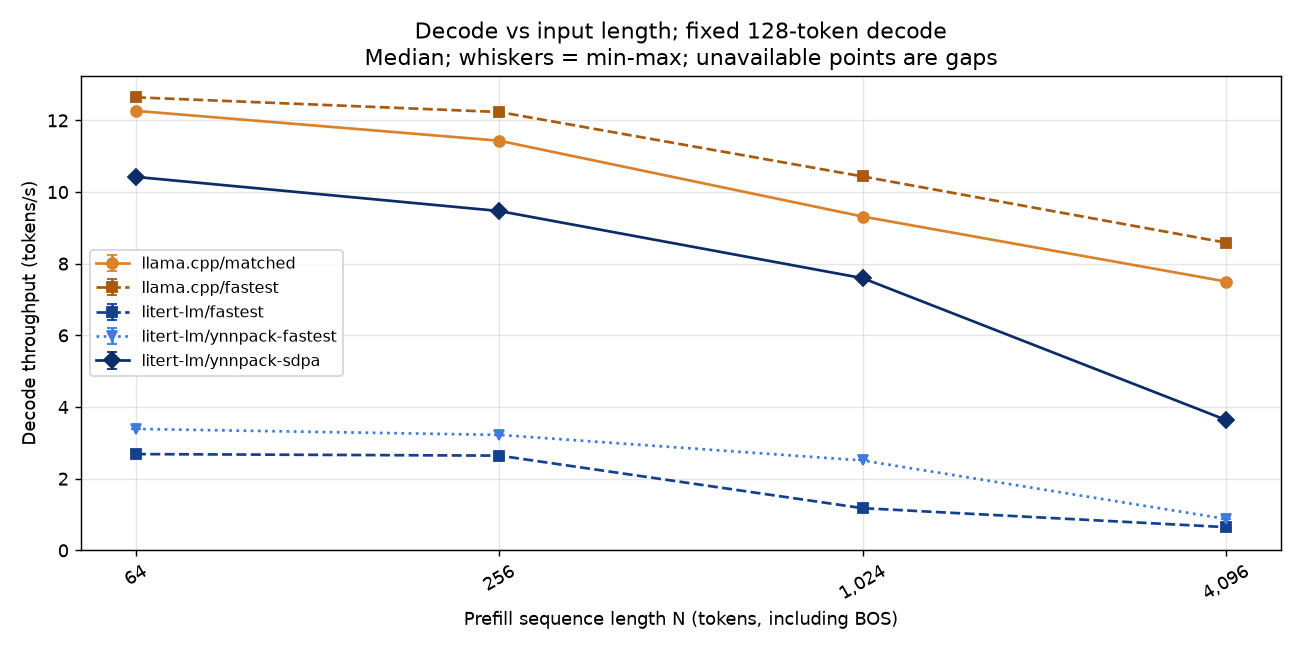 Decode vs input length; fixed 128-token decode
Median; whiskers = min-max; unavailable points are gaps
Decode throughput (tokens/s)
12
10
8
6
4
2
0
llama.cpp/matched
llama.cpp/fastest
litert-lm/fastest
litert-lm/ynnpack-fastest
litert-lm/ynnpack-sdpa
64
256
1,024
4,096
Prefill sequence length N (tokens, including BOS)